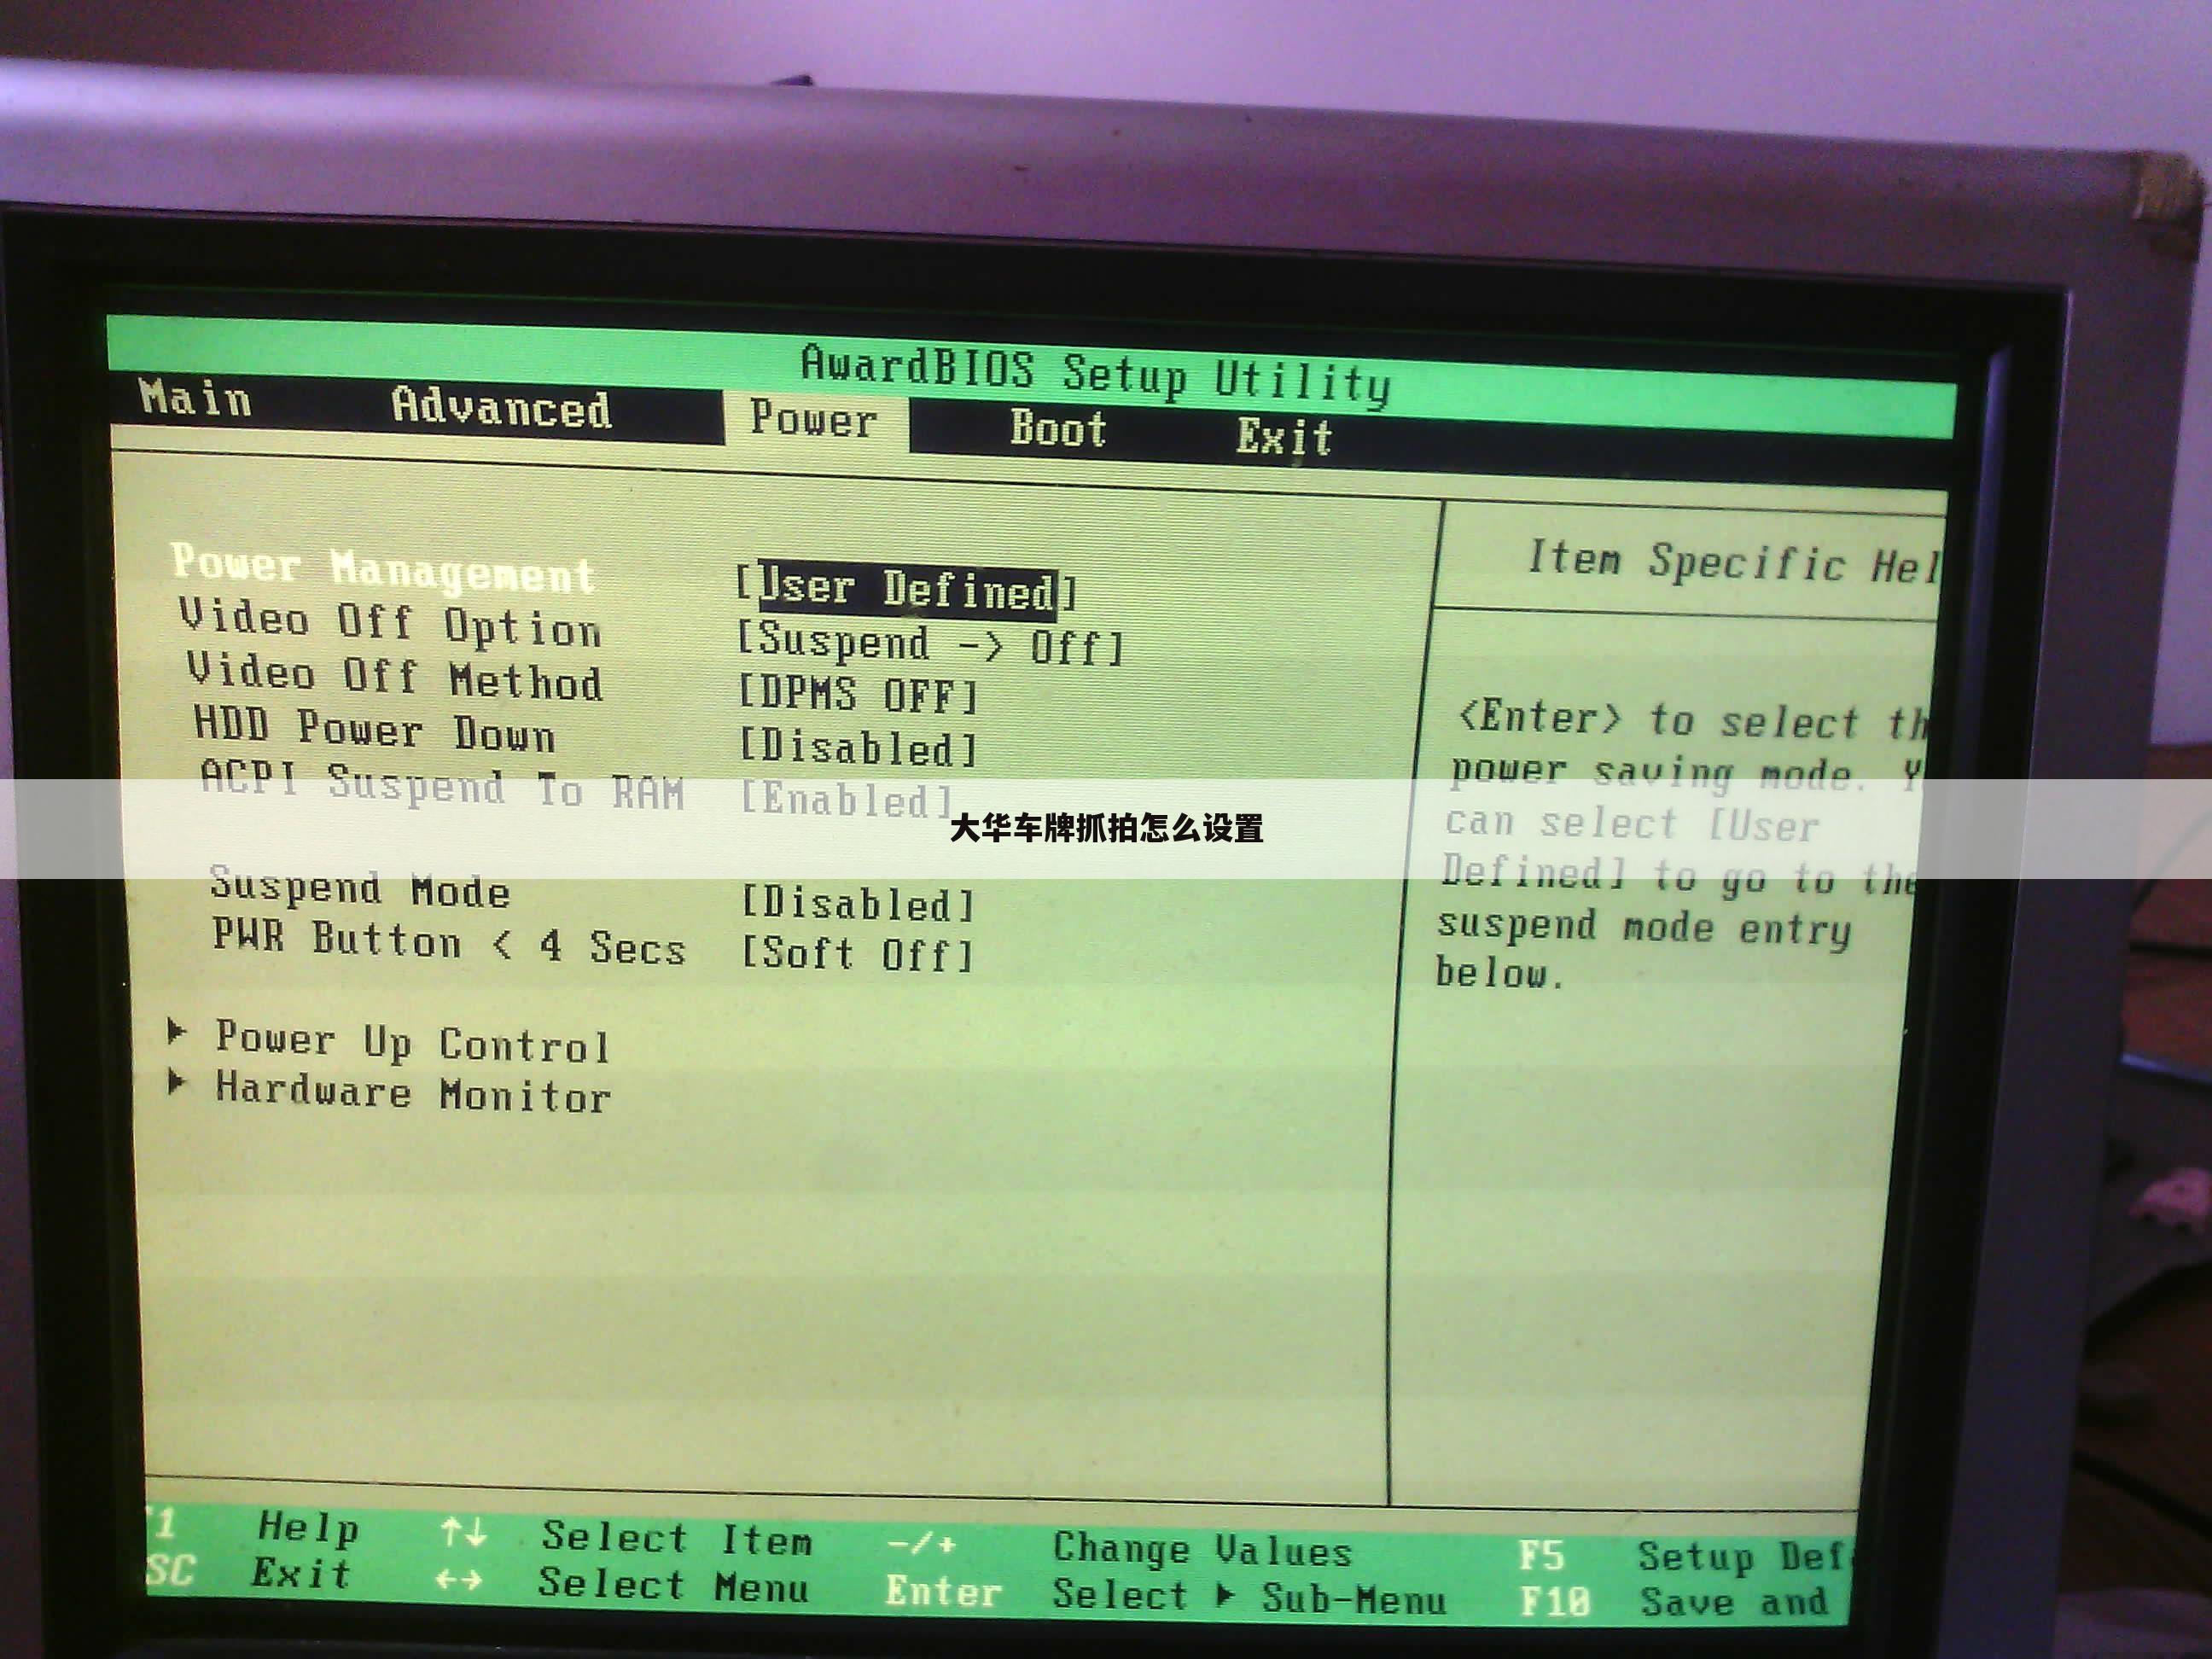 AwardBIOS Setup Utility
Main Advanced Power Boot Exit
Power Management [User Defined]
Video Off Option [Suspend -> Off]
Video Off Method [DPMS OFF]
HDD Power Down [Disabled]
ACPI Suspend To RAM [Enabled]
大华车牌抓拍怎么设置
Suspend Mode [Disabled]
PWR Button < 4 Secs [Soft Off]
▸ Power Up Control
▸ Hardware Monitor
Item Specific Hel
<Enter> to select th
power saving mode. Y
can select [User
Defined] to go to the
suspend mode entry
below.
1 Help ↑↓ Select Item -/+ Change Values F5 Setup Def
SC Exit ←→ Select Menu Enter Select ▸ Sub-Menu F10 Save and